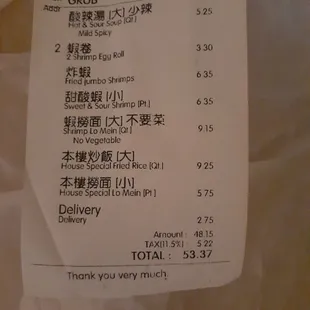 GRUB
酸辣湯 [大] 少辣 5.25
Hot & Sour Soup [Qt.]
Mild Spicy
2 蝦卷 3.30
2 Shrimp Egg Roll
炸蝦 6.35
Fried jumbo Shrimps
甜酸蝦 [小] 6.35
Sweet & Sour Shrimp [Pt.]
蝦撈面 [大] 不要菜 9.15
Shrimp Lo Mein [Qt.]
No Vegetable
本樓炒飯 [大] 9.25
House Special Fried Rice [Qt.]
本樓撈面 [小] 5.75
House Special Lo Mein [Pt.]
Delivery
Delivery 2.75
Amount : 48.15
TAX(11.5%) : 5.22
TOTAL : 53.37
Thank you very much